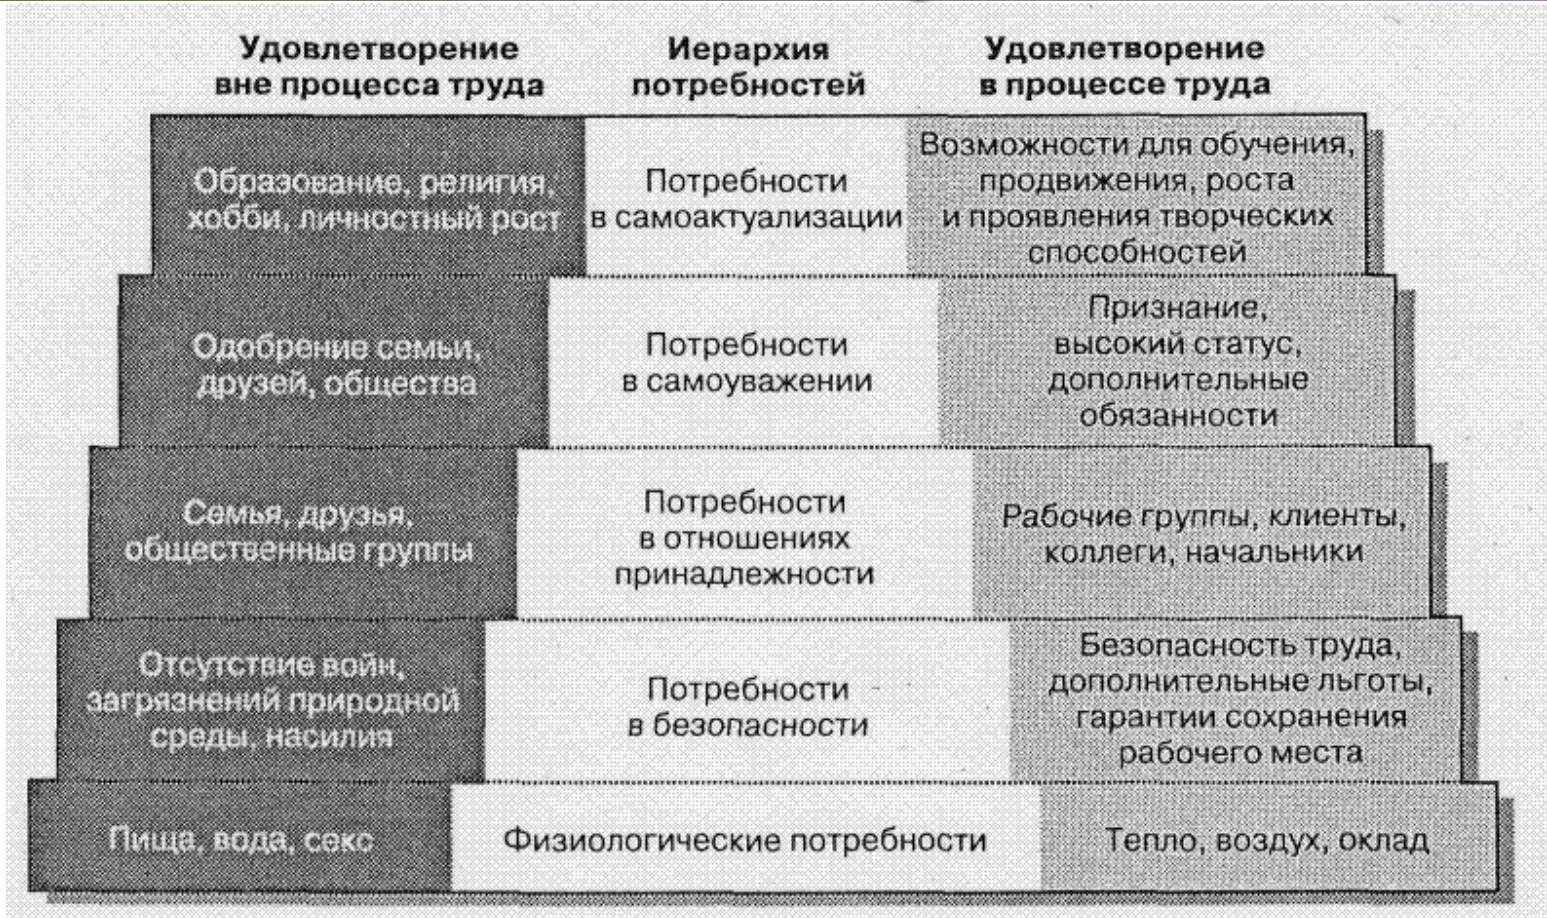 Удовлетворение
вне процесса труда
Иерархия
потребностей
Удовлетворение
в процессе труда
Образование, религия,
хобби, личностный рост
Потребности
в самоактуализации
Возможности для обучения,
продвижения, роста
и проявления творческих
способностей
Одобрение семьи,
друзей, общества
Потребности
в самоуважении
Признание,
высокий статус,
дополнительные
обязанности
Семья, друзья,
общественные группы
Потребности
в отношениях
принадлежности
Рабочие группы, клиенты,
коллеги, начальники
Отсутствие войн,
загрязнений природной
среды, насилия
Потребности
в безопасности
Безопасность труда,
дополнительные льготы,
гарантии сохранения
рабочего места
Пища, вода, секс
Физиологические потребности
Тепло, воздух, оклад